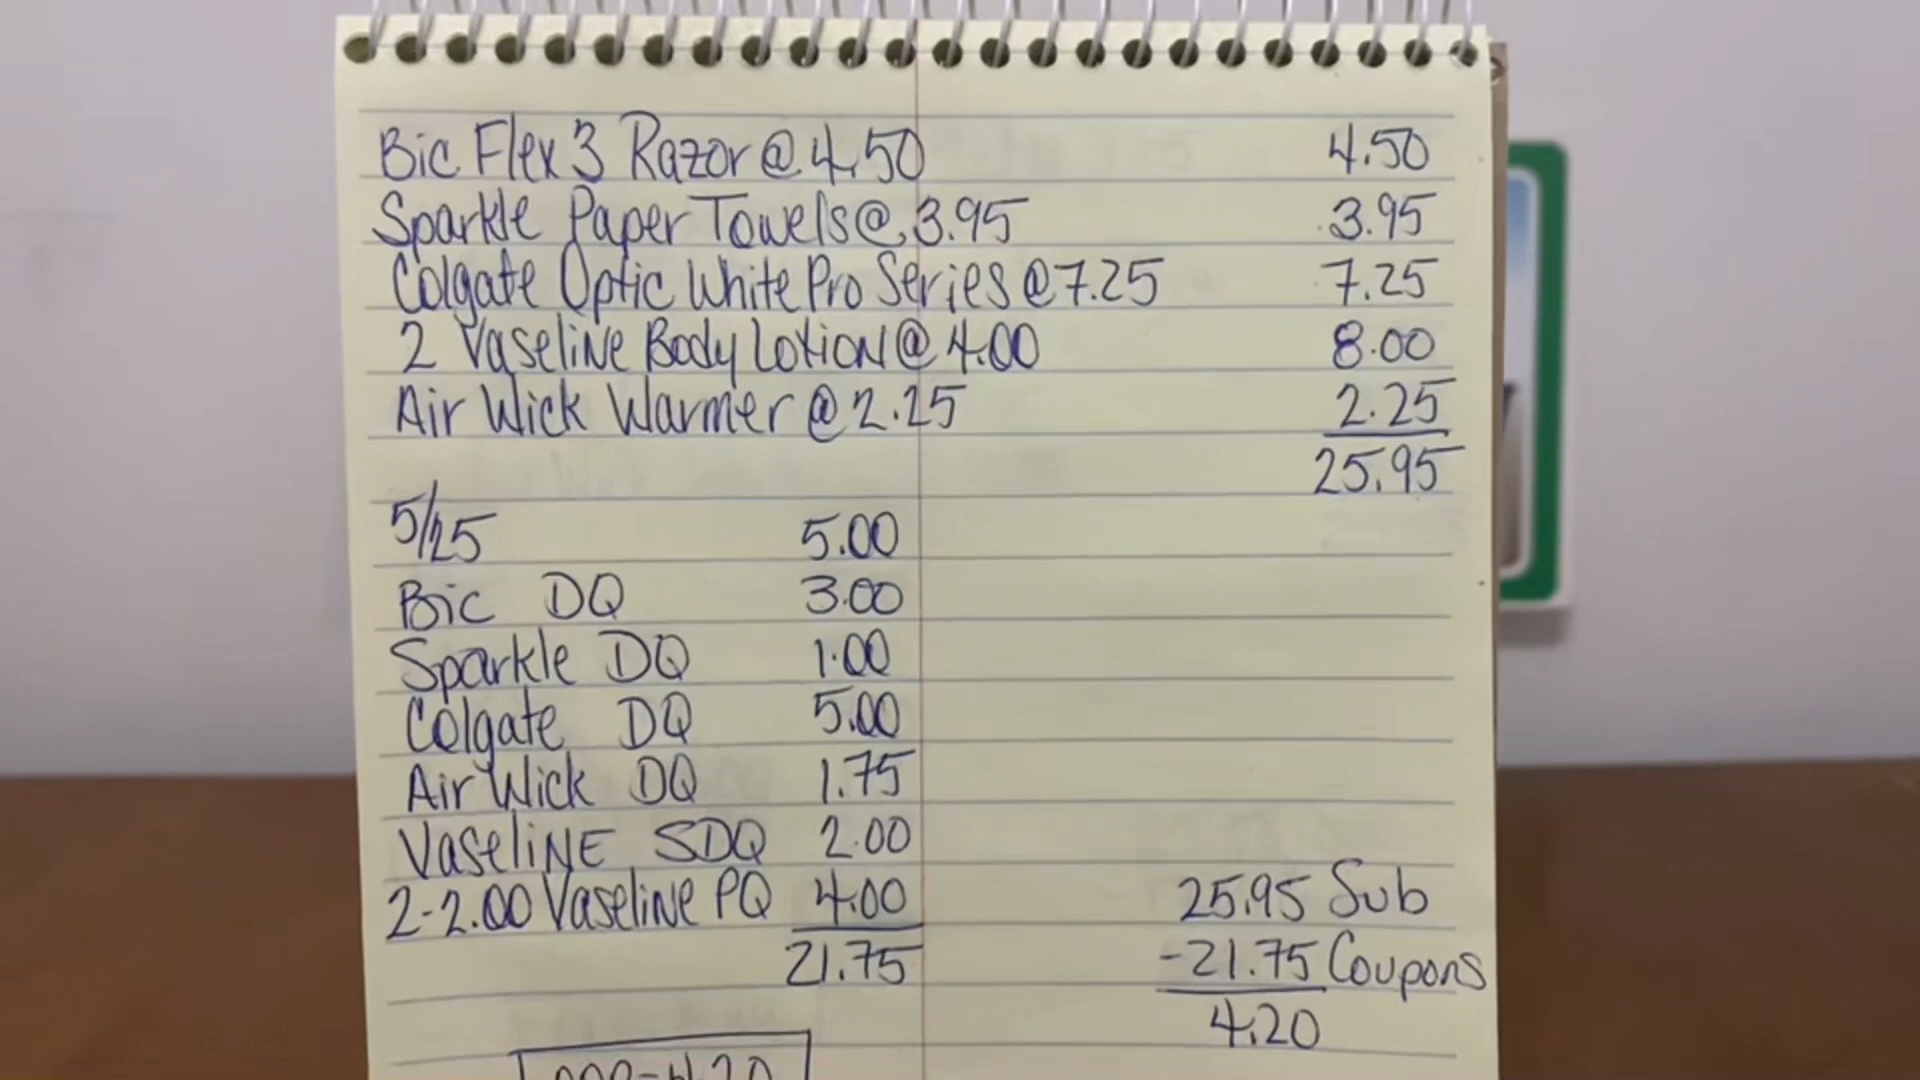 Bic Flex 3 Razor @ 4.50 4.50
Sparkle Paper Towels @ 3.95 3.95
Colgate Optic White Pro Series @ 7.25 7.25
2 Vaseline Body Lotion @ 4.00 8.00
Air Wick Warmer @ 2.25 2.25
25.95
5/25 5.00
Bic DQ 3.00
Sparkle DQ 1.00
Colgate DQ 5.00
Air Wick DQ 1.75
Vaseline SDQ 2.00
2-2.00 Vaseline PQ 4.00
21.75
25.95 Sub
-21.75 Coupons
4.20
OOP=4.20